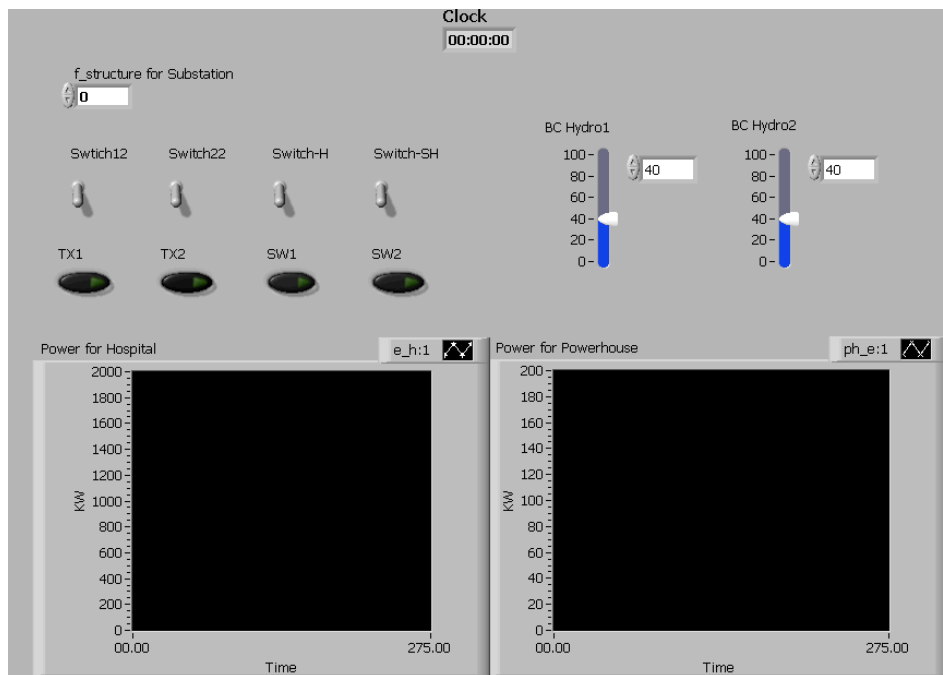 Clock
00:00:00
f_structure for Substation
0
BC Hydro1
BC Hydro2
Swtich12 Switch22 Switch-H Switch-SH
100
80
60
40
20
0
40
100
80
60
40
20
0
40
TX1 TX2 SW1 SW2
Power for Hospital
e_h:1
2000
1800
1600
1400
1200
1000
800
600
400
200
0
KW
00.00 275.00
Time
Power for Powerhouse
ph_e:1
200
180
160
140
120
100
80
60
40
20
0
KW
00.00 275.00
Time